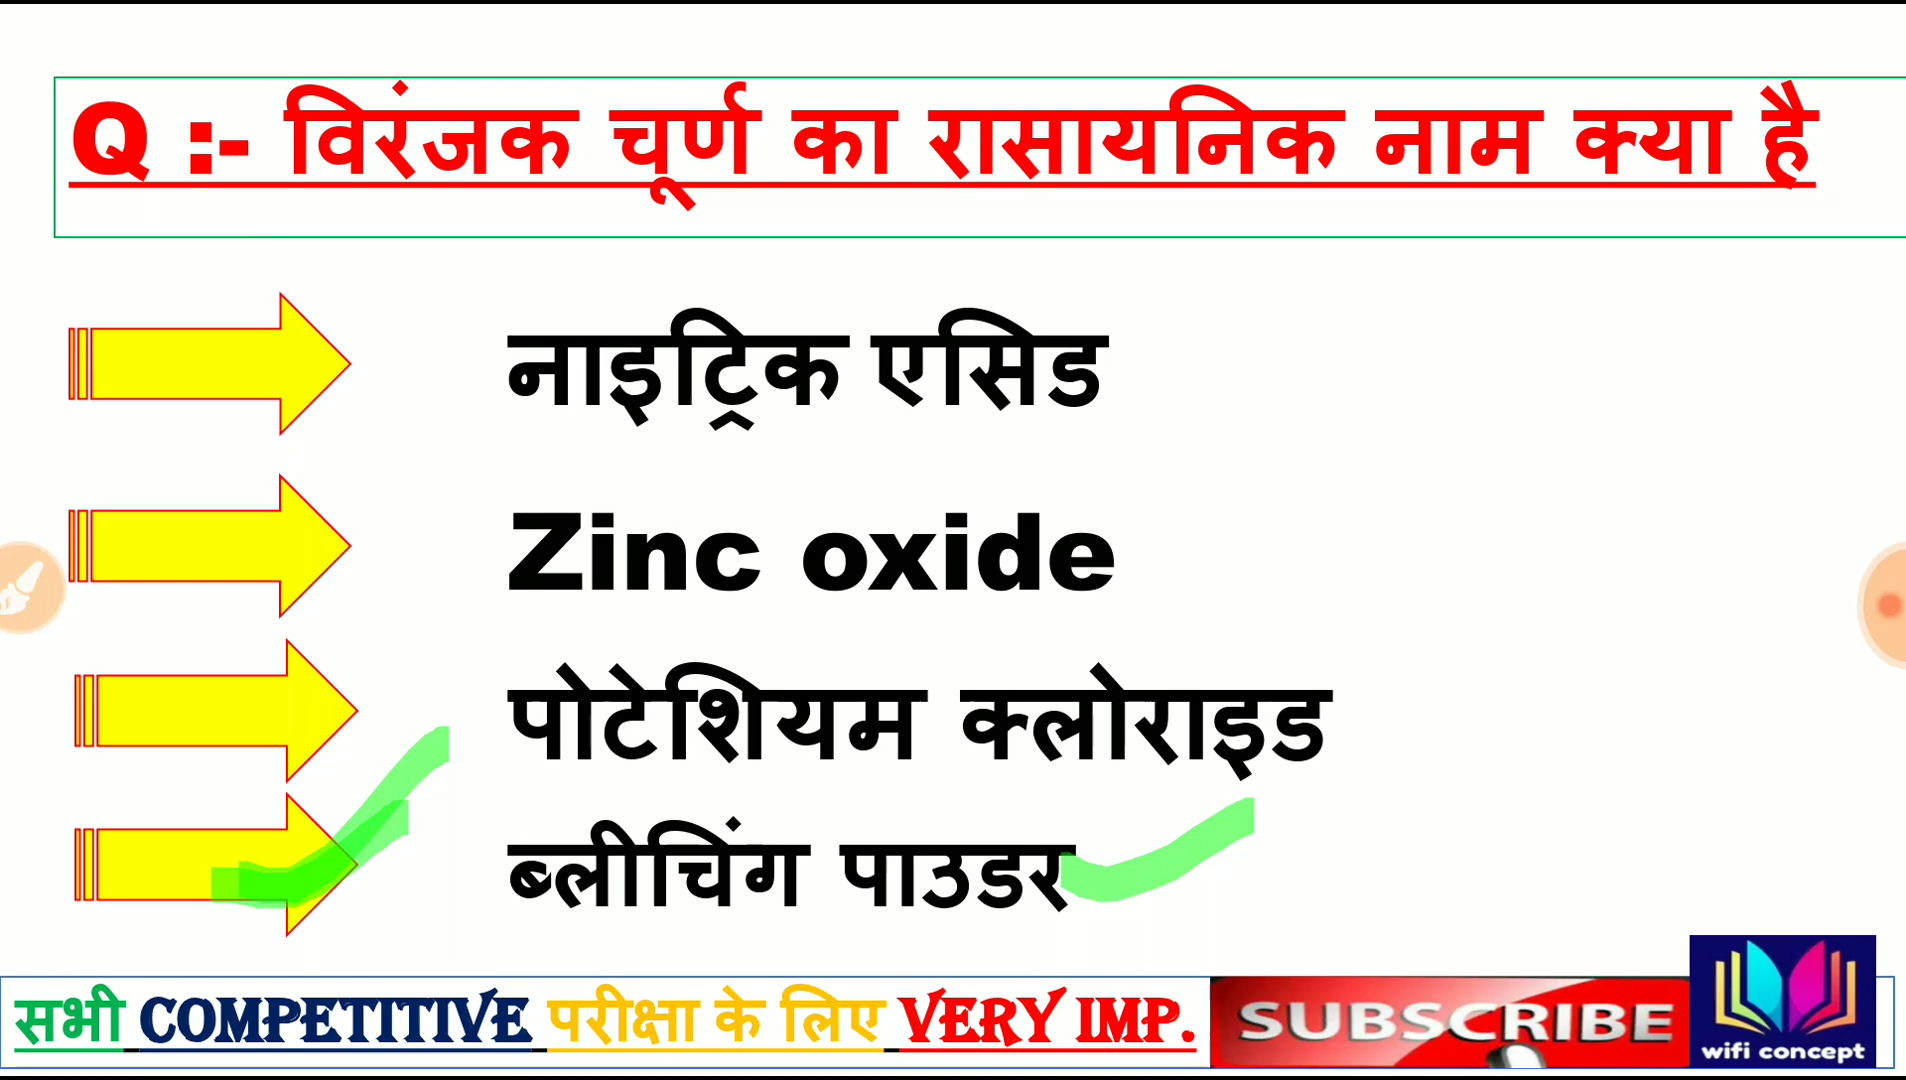 Q :- विरंजक चूर्ण का रासायनिक नाम क्या है
नाइट्रिक एसिड
Zinc oxide
पोटेशियम क्लोराइड
ब्लीचिंग पाउडर
सभी COMPETITIVE परीक्षा के लिए VERY IMP.
SUBSCRIBE
wifi concept